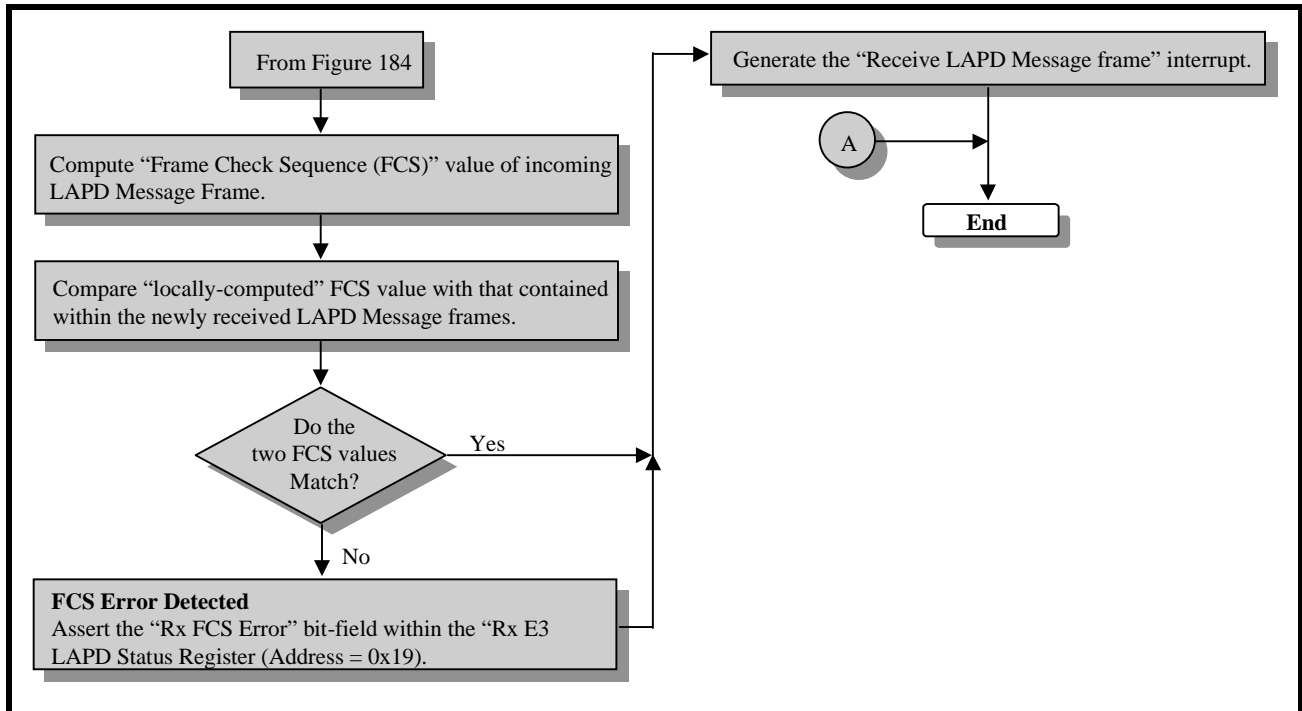 From Figure 184
Compute “Frame Check Sequence (FCS)” value of incoming
LAPD Message Frame.
Compare “locally-computed” FCS value with that contained
within the newly received LAPD Message frames.
Do the
two FCS values
Match?
Yes
No
FCS Error Detected
Assert the “Rx FCS Error” bit-field within the “Rx E3
LAPD Status Register (Address = 0x19).
Generate the “Receive LAPD Message frame” interrupt.
A
End